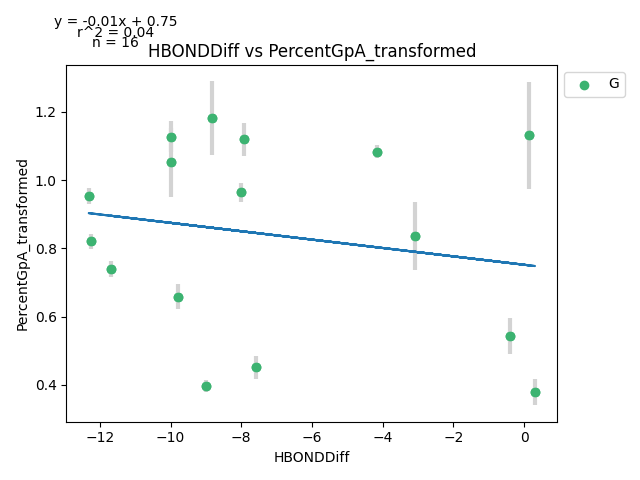 y = -0.01x + 0.75
r^2 = 0.04
n = 16
HBONDDiff vs PercentGpA_transformed
G
PercentGpA_transformed
1.2
1.0
0.8
0.6
0.4
−12
−10
−8
−6
−4
−2
0
HBONDDiff